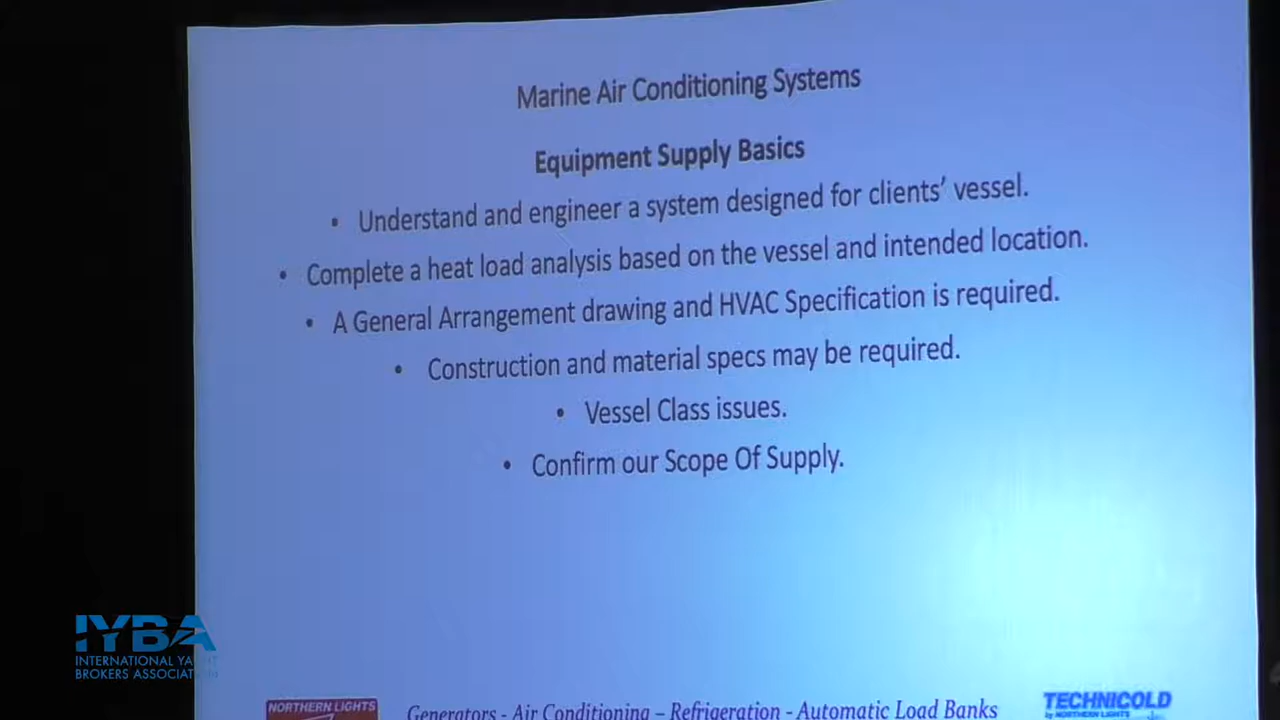 Marine Air Conditioning Systems
Equipment Supply Basics
• Understand and engineer a system designed for clients’ vessel.
• Complete a heat load analysis based on the vessel and intended location.
• A General Arrangement drawing and HVAC Specification is required.
• Construction and material specs may be required.
• Vessel Class issues.
• Confirm our Scope Of Supply.
IYBA
INTERNATIONAL YACHT
BROKERS ASSOCIATION
NORTHERN LIGHTS
Generators - Air Conditioning – Refrigeration - Automatic Load Banks
TECHNICOLD
by NORTHERN LIGHTS